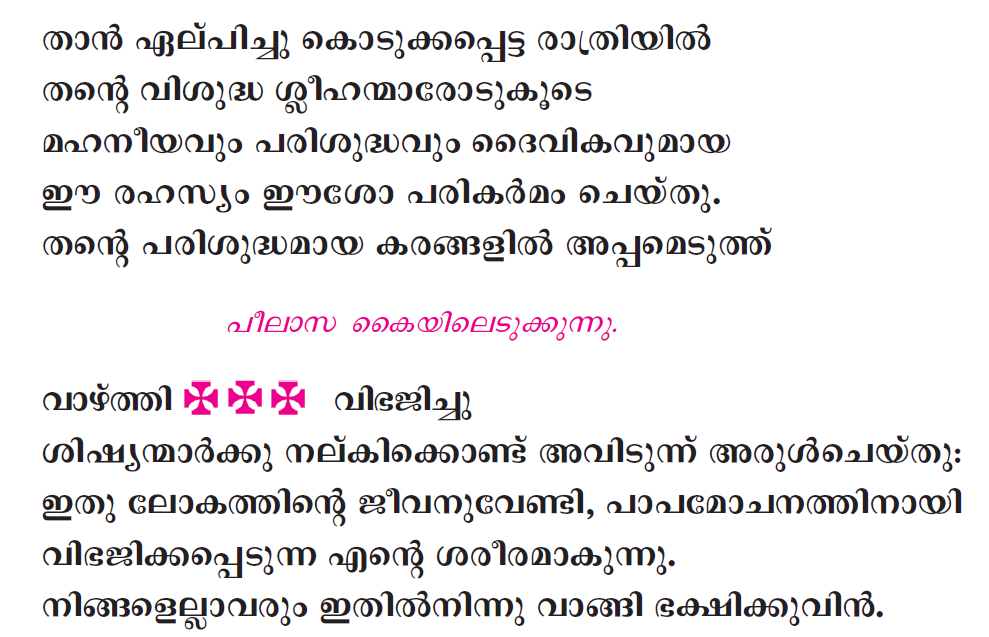 താൻ ഏല്പിച്ചു കൊടുക്കപ്പെട്ട രാത്രിയിൽ
തന്റെ വിശുദ്ധ ശ്ലീഹന്മാരോടുകൂടെ
മഹനീയവും പരിശുദ്ധവും ദൈവികവുമായ
ഈ രഹസ്യം ഈശോ പരികർമം ചെയ്തു.
തന്റെ പരിശുദ്ധമായ കരങ്ങളിൽ അപ്പമെടുത്ത്
പീലാസ കൈയിലെടുക്കുന്നു.
വാഴ്ത്തി ✠ ✠ ✠ വിഭജിച്ചു
ശിഷ്യന്മാർക്കു നല്കിക്കൊണ്ട് അവിടുന്ന് അരുൾചെയ്തു:
ഇതു ലോകത്തിന്റെ ജീവനുവേണ്ടി, പാപമോചനത്തിനായി
വിഭജിക്കപ്പെടുന്ന എന്റെ ശരീരമാകുന്നു.
നിങ്ങളെല്ലാവരും ഇതിൽനിന്നു വാങ്ങി ഭക്ഷിക്കുവിൻ.